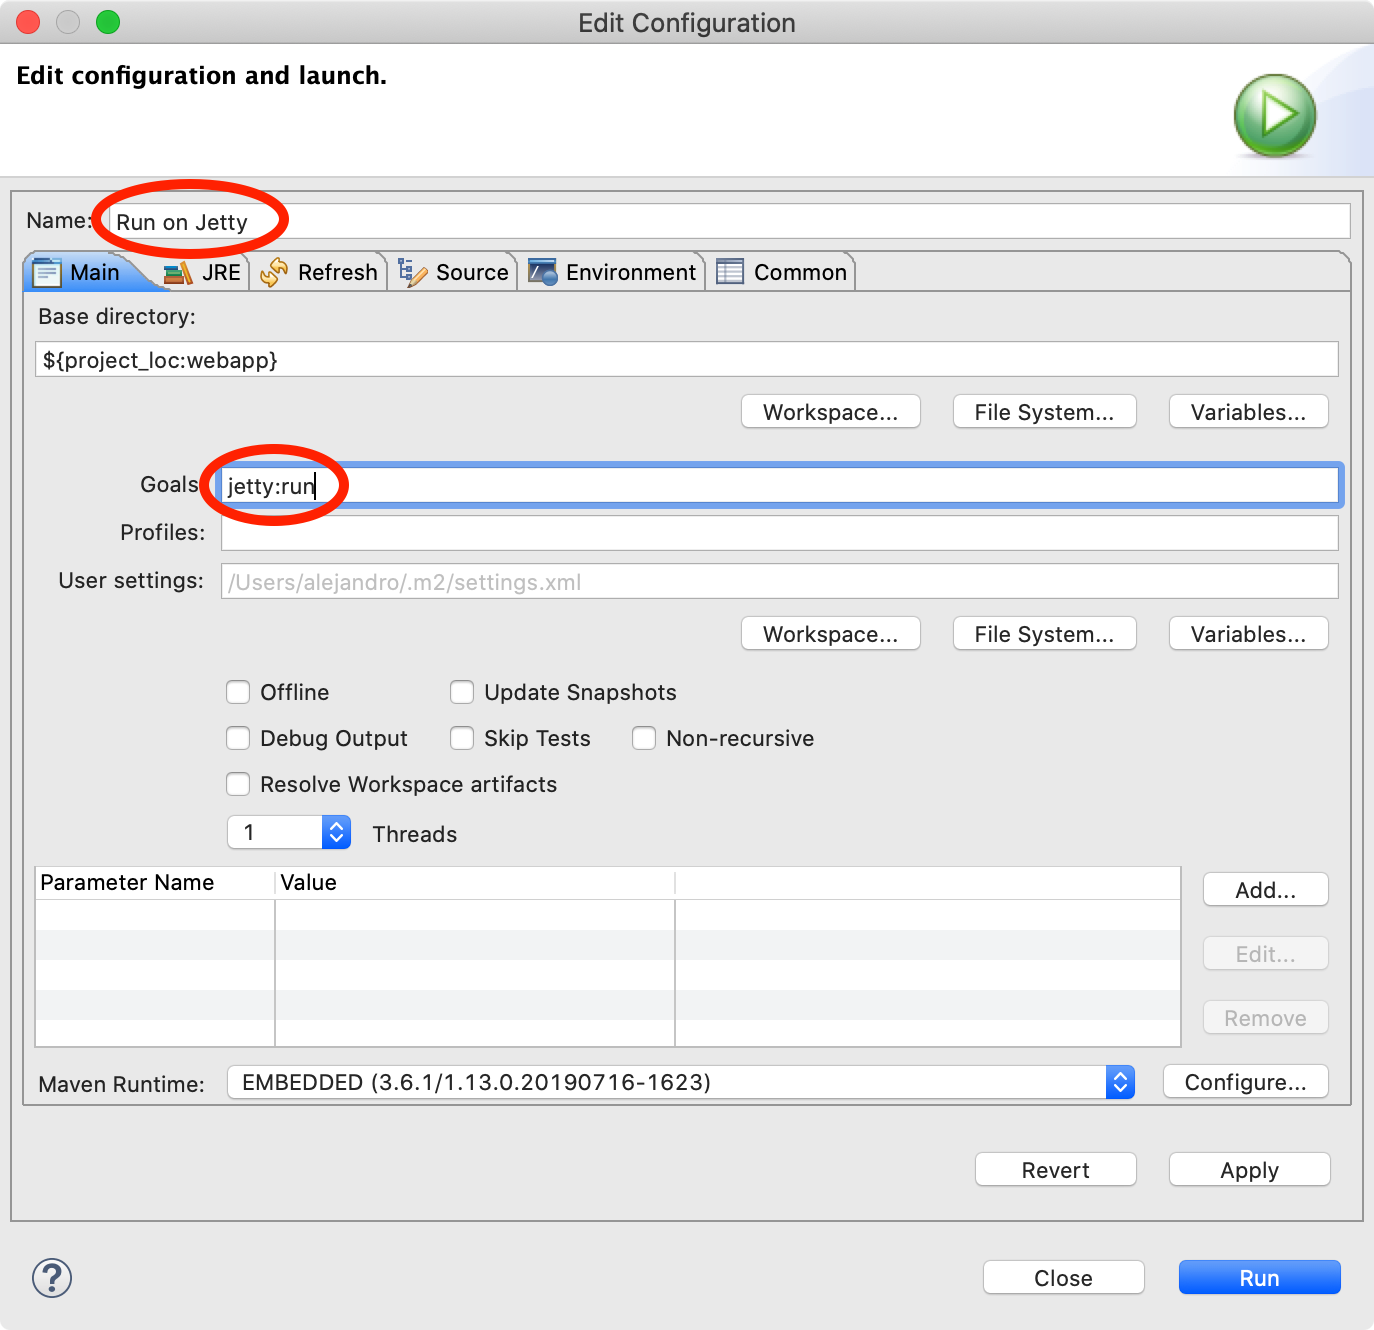 Edit Configuration
Edit configuration and launch.
Name: Run on Jetty
Main JRE Refresh Source Environment Common
Base directory:
${project_loc:webapp}
Workspace... File System... Variables...
Goals jetty:run
Profiles:
User settings: /Users/alejandro/.m2/settings.xml
Workspace... File System... Variables...
Offline Update Snapshots
Debug Output Skip Tests Non-recursive
Resolve Workspace artifacts
1 Threads
Parameter Name Value
Add...
Edit...
Remove
Maven Runtime: EMBEDDED (3.6.1/1.13.0.20190716-1623) Configure...
Revert Apply
? Close Run